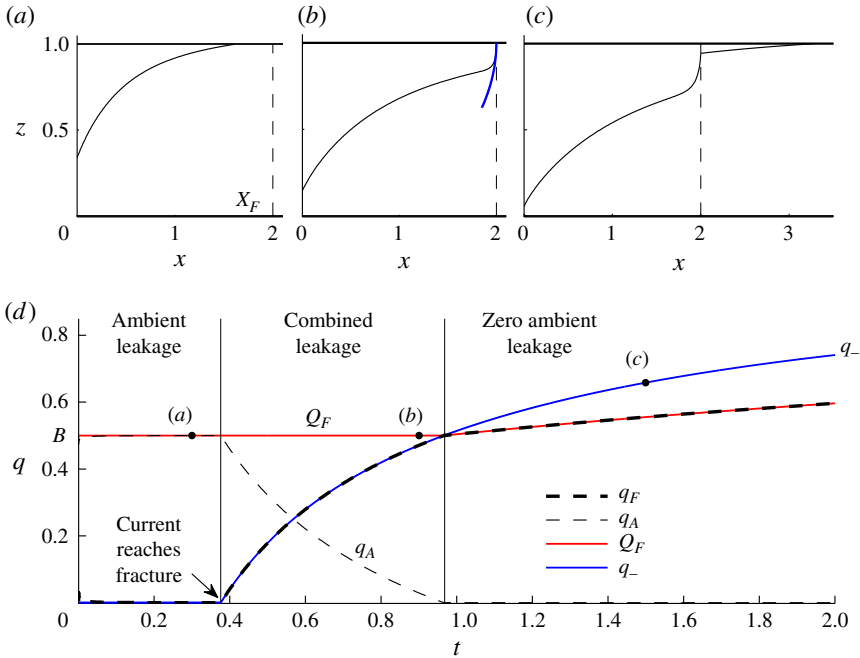 (a)
(b)
(c)
1.0
0.5
0
z
X_F
0
1
2
x
0
1
2
x
0
1
2
3
x
(d)
Ambient leakage
Combined leakage
Zero ambient leakage
q_–
(c)
0.8
0.6
(a)
Q_F
(b)
B
q
0.4
0.2
0
Current reaches fracture
q_A
q_F
q_A
Q_F
q_–
0.2
0.4
0.6
0.8
1.0
1.2
1.4
1.6
1.8
2.0
t